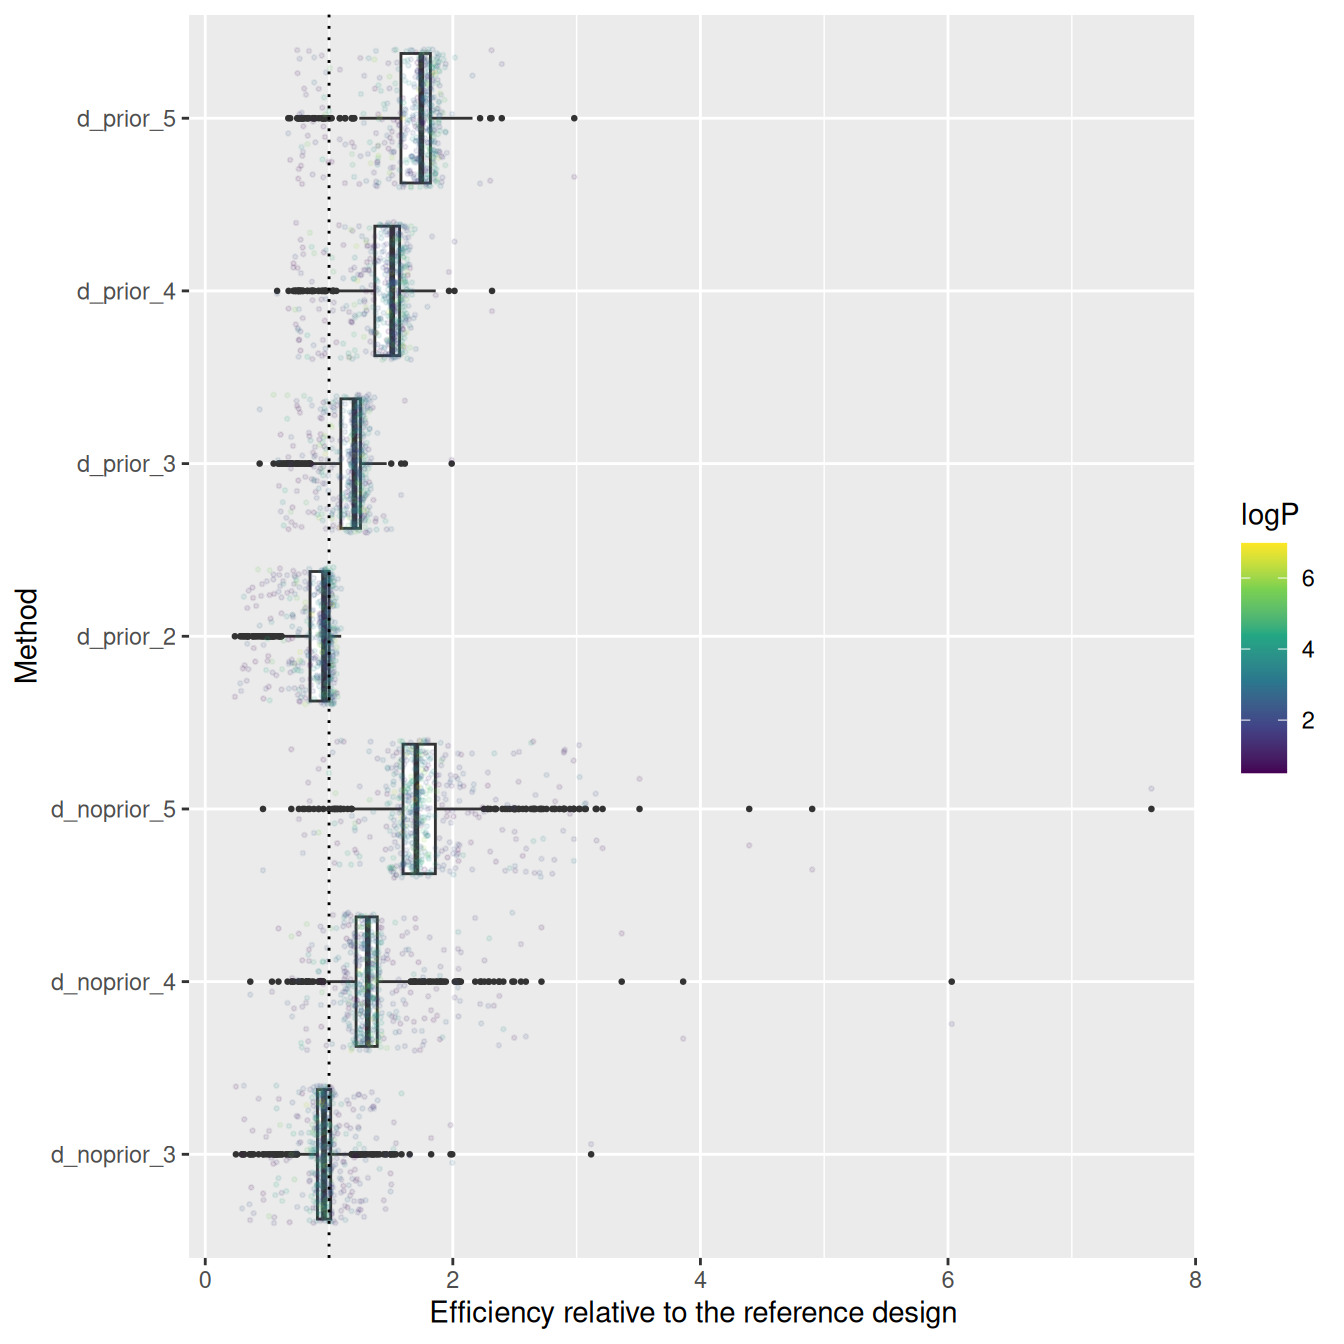 d_prior_5
d_prior_4
d_prior_3
d_prior_2
d_noprior_5
d_noprior_4
d_noprior_3
Method
0 2 4 6 8
Efficiency relative to the reference design
logP
6
4
2